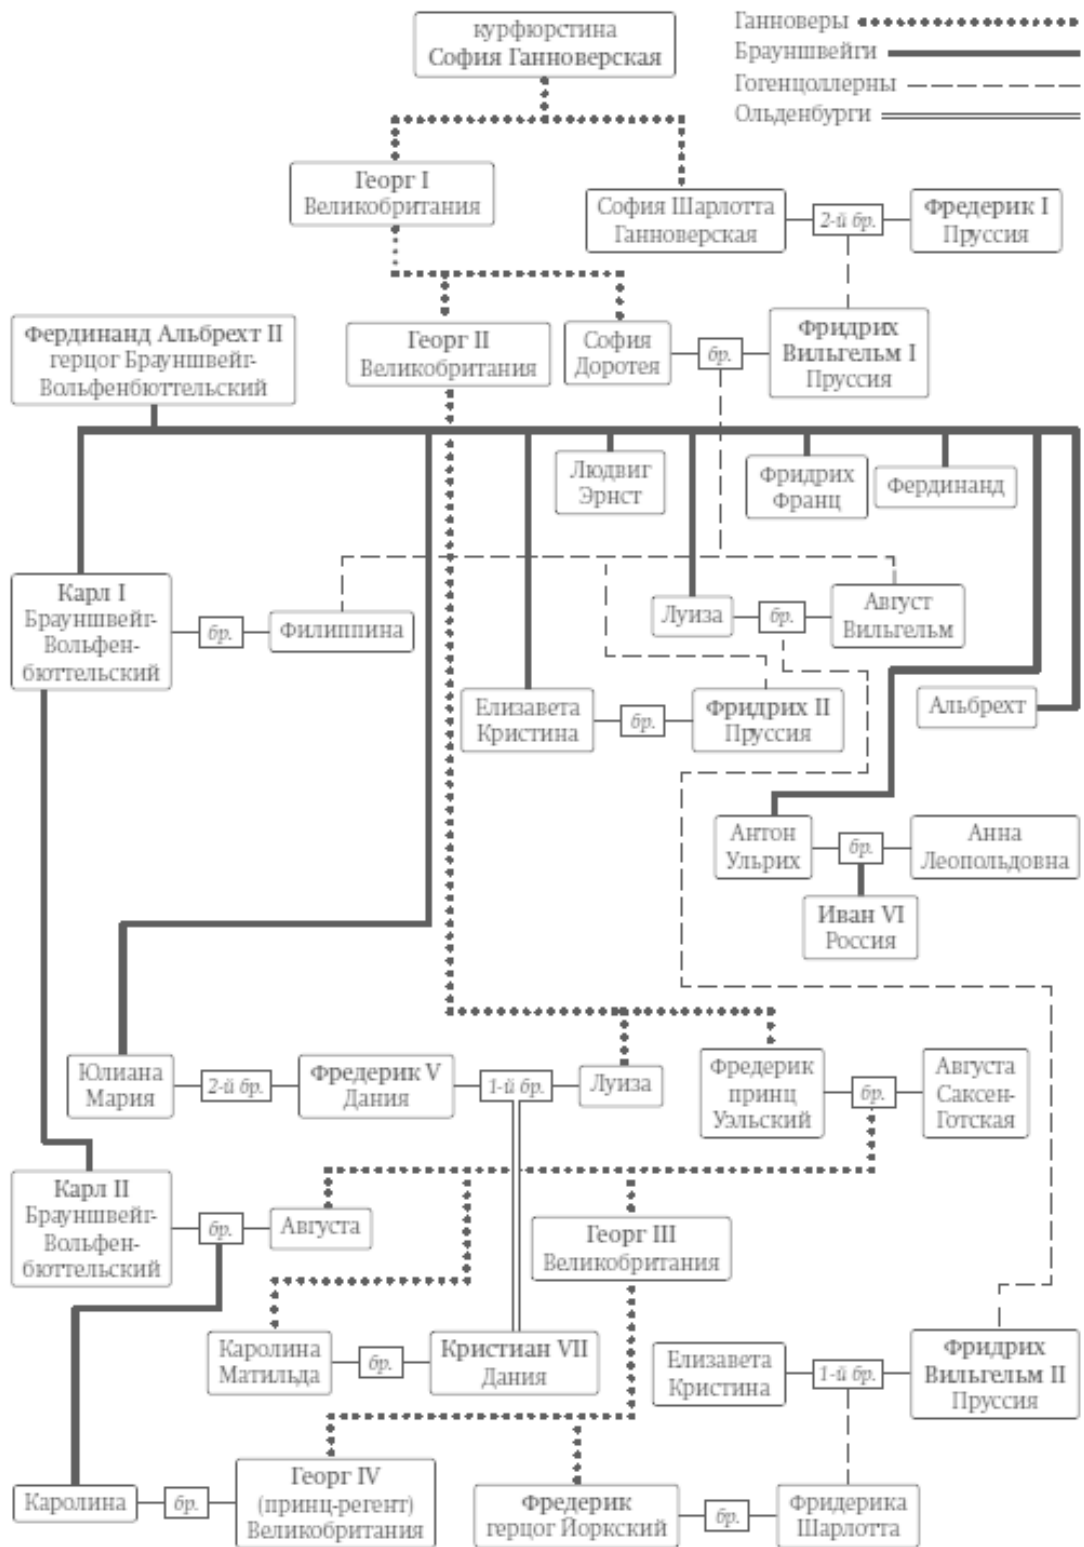 курфюрстина
София Ганноверская
Ганноверы
Брауншвейги
Гогенцоллерны
Ольденбурги
Георг I
Великобритания
София Шарлотта
Ганноверская
2-й бр.
Фредерик I
Пруссия
Фердинанд Альбрехт II
герцог Брауншвейг-
Вольфенбюттельский
Георг II
Великобритания
София
Доротея
бр.
Фридрих
Вильгельм I
Пруссия
Людвиг
Эрнст
Фридрих
Франц
Фердинанд
Карл I
Брауншвейг-
Вольфен-
бюттельский
бр.
Филиппина
Луиза
бр.
Август
Вильгельм
Елизавета
Кристина
бр.
Фридрих II
Пруссия
Альбрехт
Антон
Ульрих
бр.
Анна
Леопольдовна
Иван VI
Россия
Юлиана
Мария
2-й бр.
Фредерик V
Дания
1-й бр.
Луиза
Фредерик
принц
Уэльский
бр.
Августа
Саксен-
Готская
Карл II
Брауншвейг-
Вольфен-
бюттельский
бр.
Августа
Георг III
Великобритания
Каролина
Матильда
бр.
Кристиан VII
Дания
Елизавета
Кристина
1-й бр.
Фридрих
Вильгельм II
Пруссия
Каролина
бр.
Георг IV
(принц-регент)
Великобритания
Фредерик
герцог Йоркский
бр.
Фридерика
Шарлотта